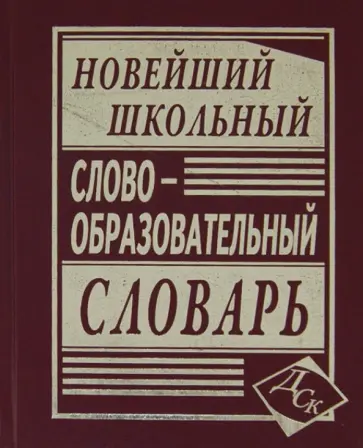 НОВЕЙШИЙ
ШКОЛЬНЫЙ
СЛОВО-
ОБРАЗОВАТЕЛЬНЫЙ
СЛОВАРЬ
ДСК